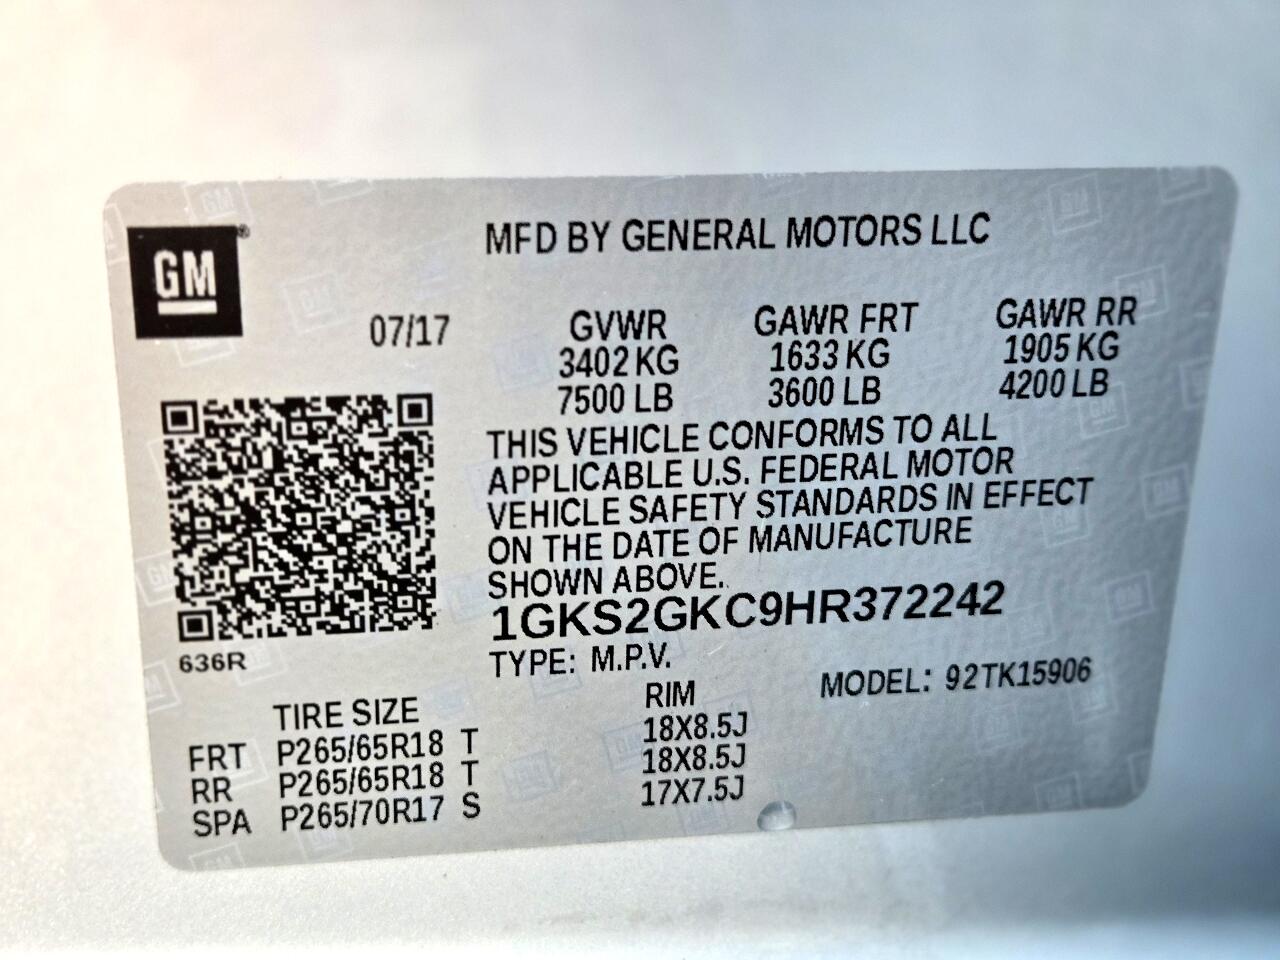 GM®
MFD BY GENERAL MOTORS LLC
07/17 GVWR GAWR FRT GAWR RR
3402 KG 1633 KG 1905 KG
7500 LB 3600 LB 4200 LB
THIS VEHICLE CONFORMS TO ALL
APPLICABLE U.S. FEDERAL MOTOR
VEHICLE SAFETY STANDARDS IN EFFECT
ON THE DATE OF MANUFACTURE
SHOWN ABOVE.
1GKS2GKC9HR372242
636R
TYPE: M.P.V. MODEL: 92TK15906
TIRE SIZE RIM
FRT P265/65R18 T 18X8.5J
RR P265/65R18 T 18X8.5J
SPA P265/70R17 S 17X7.5J